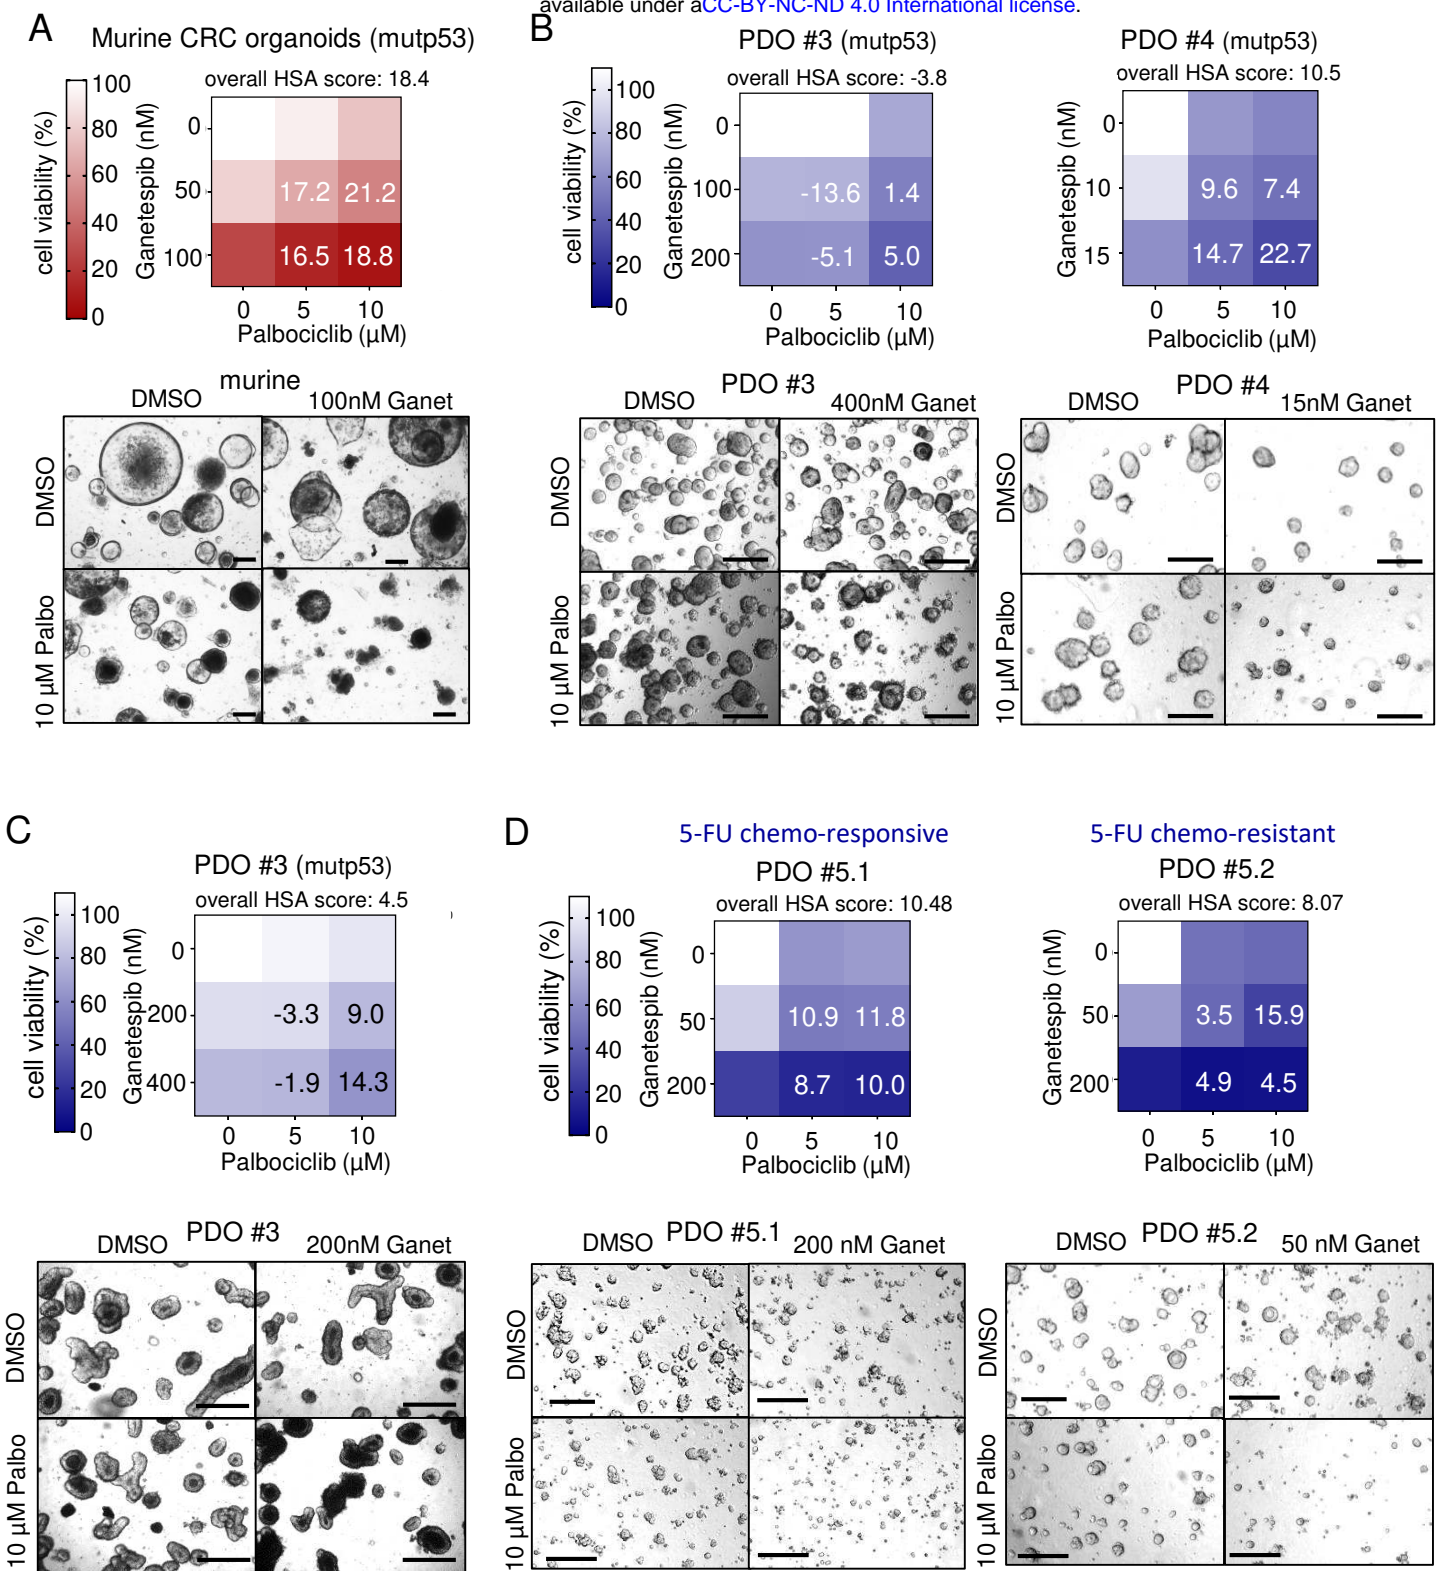 available under aCC-BY-NC-ND 4.0 International license.
A
Murine CRC organoids (mutp53)
overall HSA score: 18.4
cell viability (%)
100
80
60
40
20
0
Ganetespib (nM)
0
50
100
17.2 21.2
16.5 18.8
0 5 10
Palbociclib (µM)
murine
DMSO 100nM Ganet
DMSO
10 µM Palbo
B
PDO #3 (mutp53)
overall HSA score: -3.8
cell viability (%)
100
80
60
40
20
0
Ganetespib (nM)
0
100
200
-13.6 1.4
-5.1 5.0
0 5 10
Palbociclib (µM)
PDO #4 (mutp53)
overall HSA score: 10.5
Ganetespib (nM)
0
10
15
9.6 7.4
14.7 22.7
0 5 10
Palbociclib (µM)
PDO #3
DMSO 400nM Ganet
DMSO
10 µM Palbo
PDO #4
DMSO 15nM Ganet
DMSO
10 µM Palbo
C
PDO #3 (mutp53)
overall HSA score: 4.5
cell viability (%)
100
80
60
40
20
0
Ganetespib (nM)
0
200
400
-3.3 9.0
-1.9 14.3
0 5 10
Palbociclib (µM)
PDO #3
DMSO 200nM Ganet
DMSO
10 µM Palbo
D
5-FU chemo-responsive
PDO #5.1
overall HSA score: 10.48
cell viability (%)
100
80
60
40
20
0
Ganetespib (nM)
0
50
200
10.9 11.8
8.7 10.0
0 5 10
Palbociclib (µM)
5-FU chemo-resistant
PDO #5.2
overall HSA score: 8.07
Ganetespib (nM)
0
50
200
3.5 15.9
4.9 4.5
0 5 10
Palbociclib (µM)
PDO #5.1
DMSO 200 nM Ganet
DMSO
10 µM Palbo
PDO #5.2
DMSO 50 nM Ganet
DMSO
10 µM Palbo